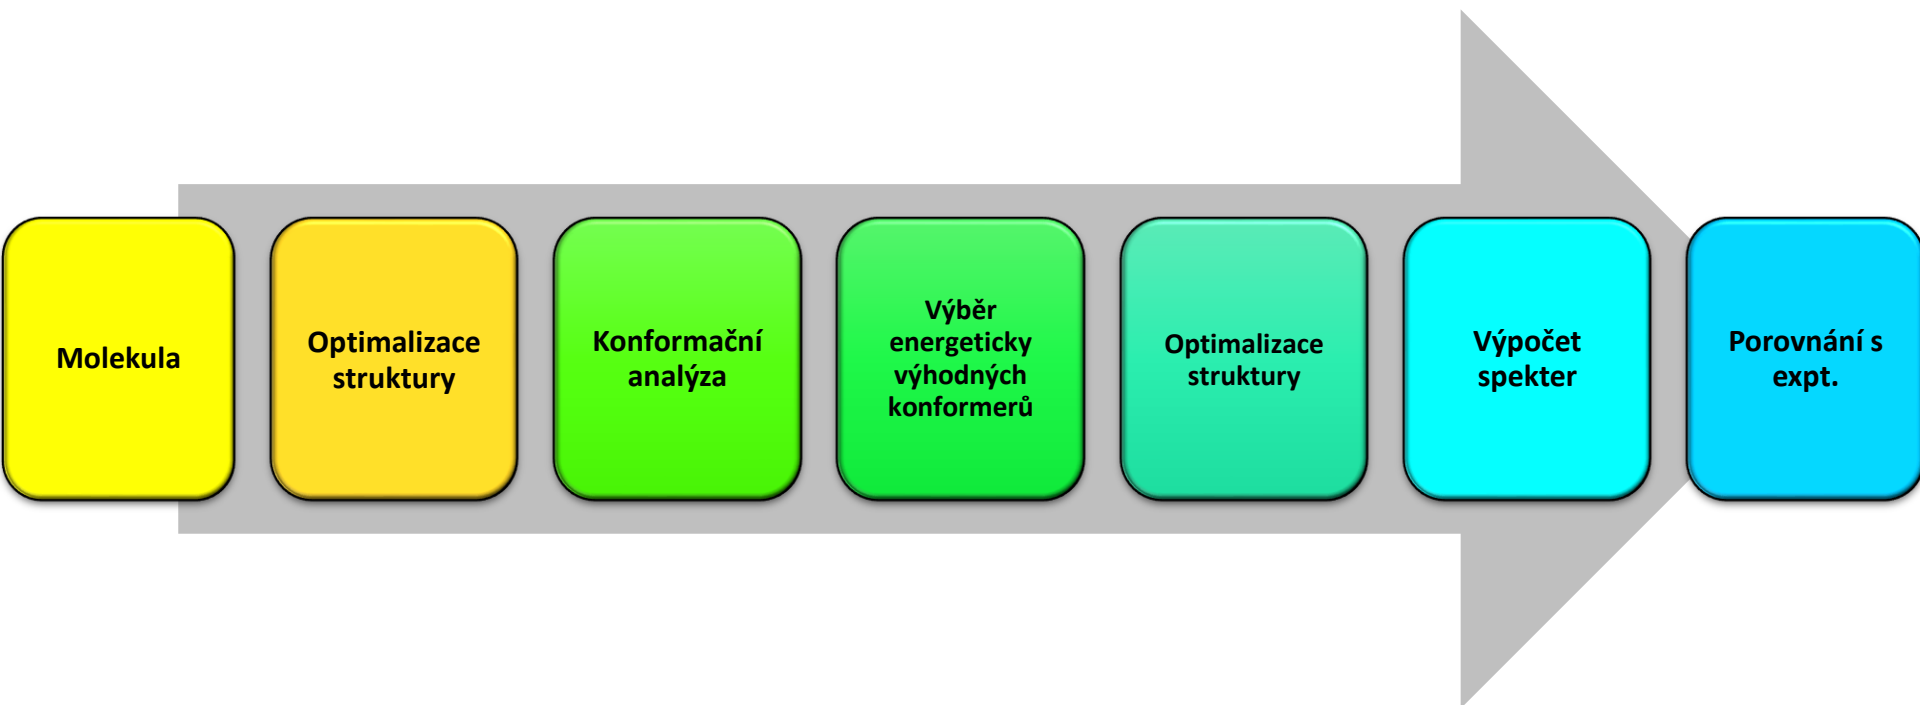 Molekula
Optimalizace
struktury
Konformační
analýza
Výběr
energeticky
výhodných
konformerů
Optimalizace
struktury
Výpočet
spekter
Porovnání s
expt.